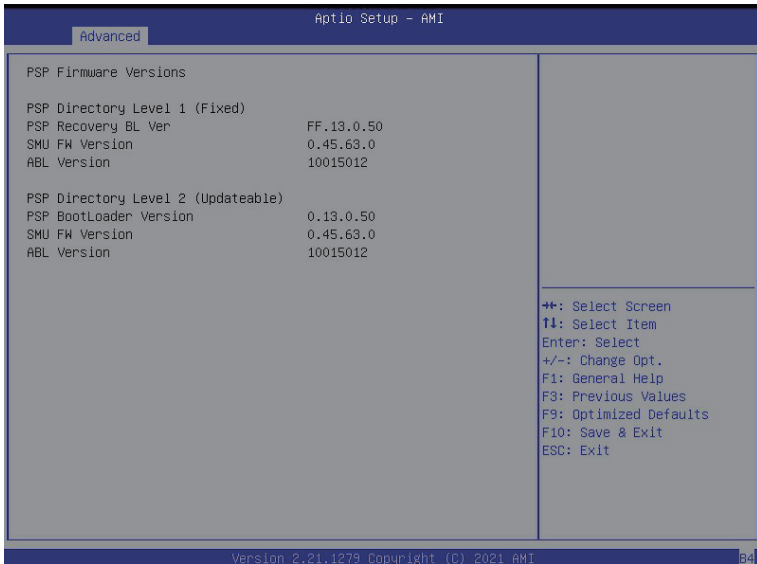 Aptio Setup - AMI
Advanced
PSP Firmware Versions
PSP Directory Level 1 (Fixed)
PSP Recovery BL Ver FF.13.0.50
SMU FW Version 0.45.63.0
ABL Version 10015012
PSP Directory Level 2 (Updateable)
PSP BootLoader Version 0.13.0.50
SMU FW Version 0.45.63.0
ABL Version 10015012
→←: Select Screen
↑↓: Select Item
Enter: Select
+/-: Change Opt.
F1: General Help
F3: Previous Values
F9: Optimized Defaults
F10: Save & Exit
ESC: Exit
Version 2.21.1279 Copyright (C) 2021 AMI
B4